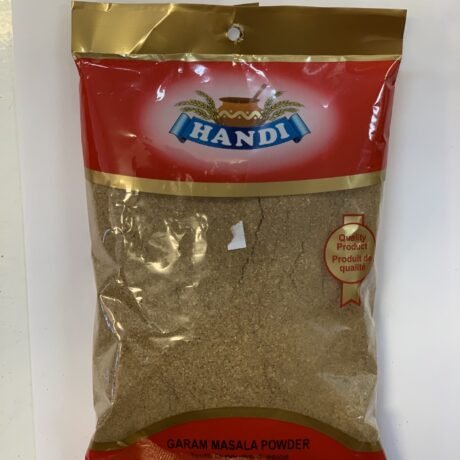 HANDI
Quality
Product
Produit de
qualité
GARAM MASALA POWDER